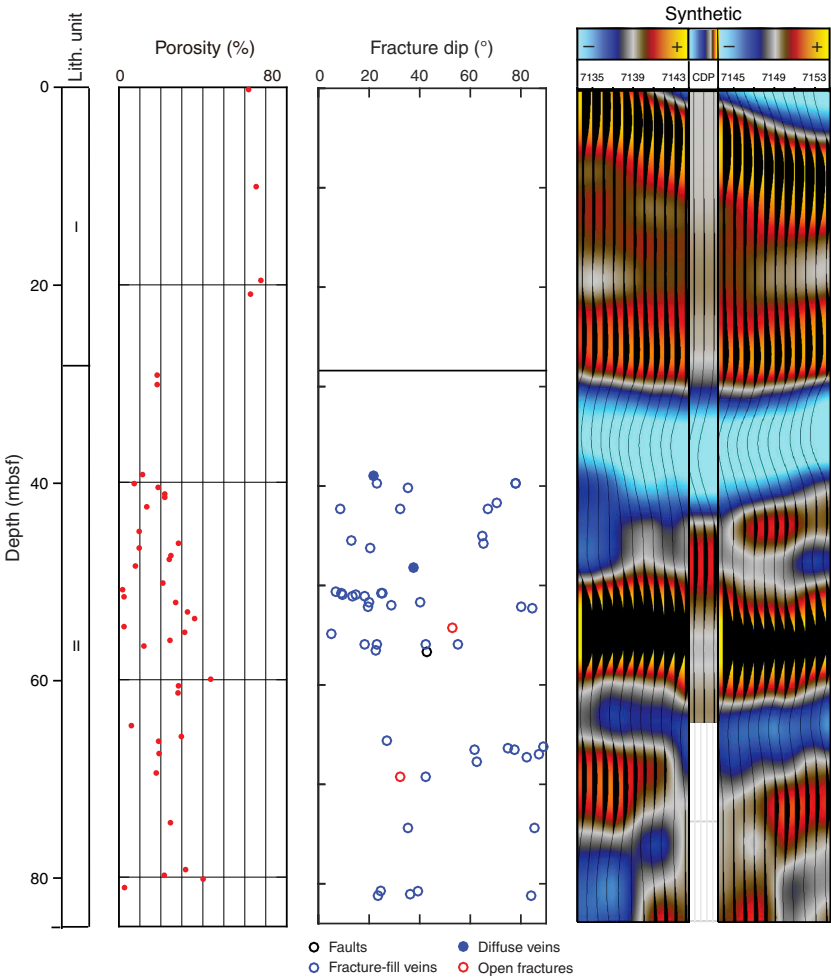 Synthetic
Lith. unit
Porosity (%)
Fracture dip (°)
− + − +
0 80
0 20 40 60 80
7135 7139 7143 CDP 7145 7149 7153
0
I
20
40
Depth (mbsf)
II
60
80
Faults
Diffuse veins
Fracture-fill veins
Open fractures